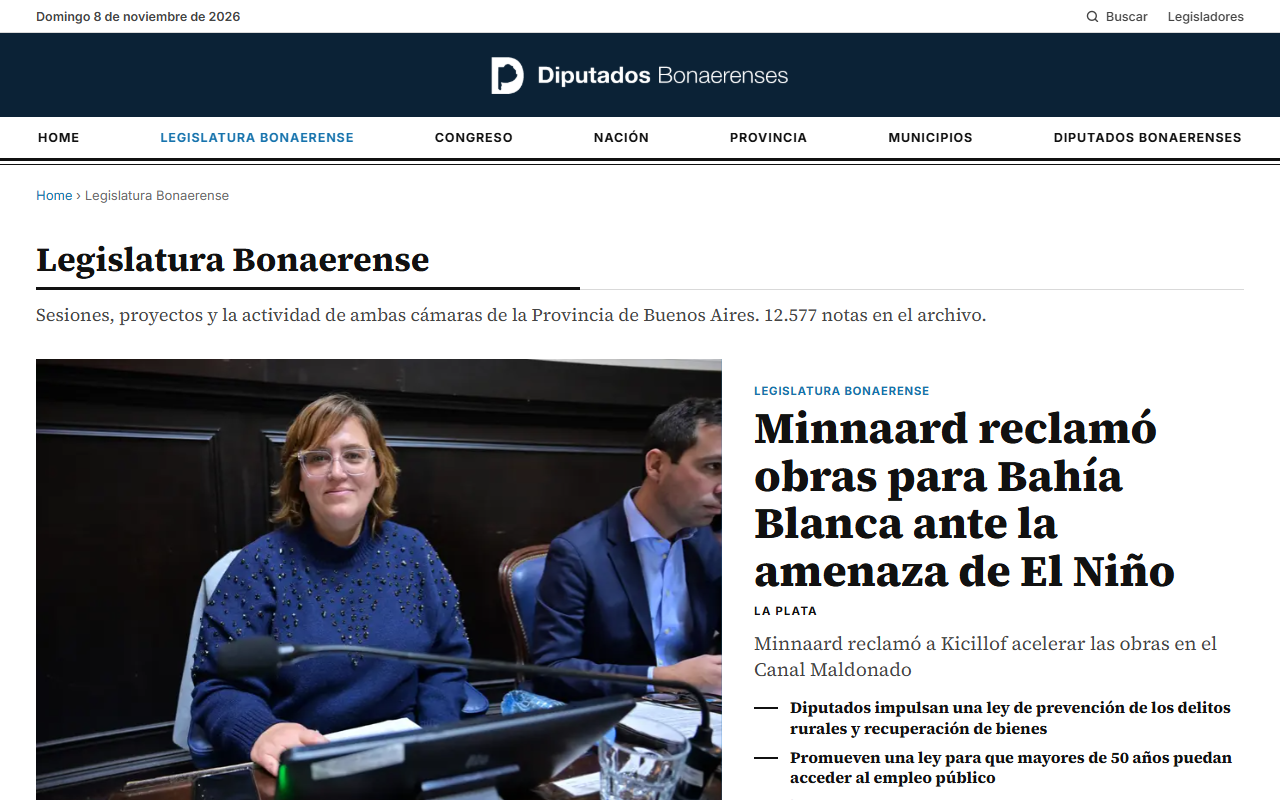 Domingo 8 de noviembre de 2026
Buscar
Legisladores
Diputados Bonaerenses
HOME
LEGISLATURA BONAERENSE
CONGRESO
NACIÓN
PROVINCIA
MUNICIPIOS
DIPUTADOS BONAERENSES
Home › Legislatura Bonaerense
Legislatura Bonaerense
Sesiones, proyectos y la actividad de ambas cámaras de la Provincia de Buenos Aires. 12.577 notas en el archivo.
LEGISLATURA BONAERENSE
Minnaard reclamó
obras para Bahía
Blanca ante la
amenaza de El Niño
LA PLATA
Minnaard reclamó a Kicillof acelerar las obras en el
Canal Maldonado
Diputados impulsan una ley de prevención de los delitos
rurales y recuperación de bienes
Promueven una ley para que mayores de 50 años puedan
acceder al empleo público